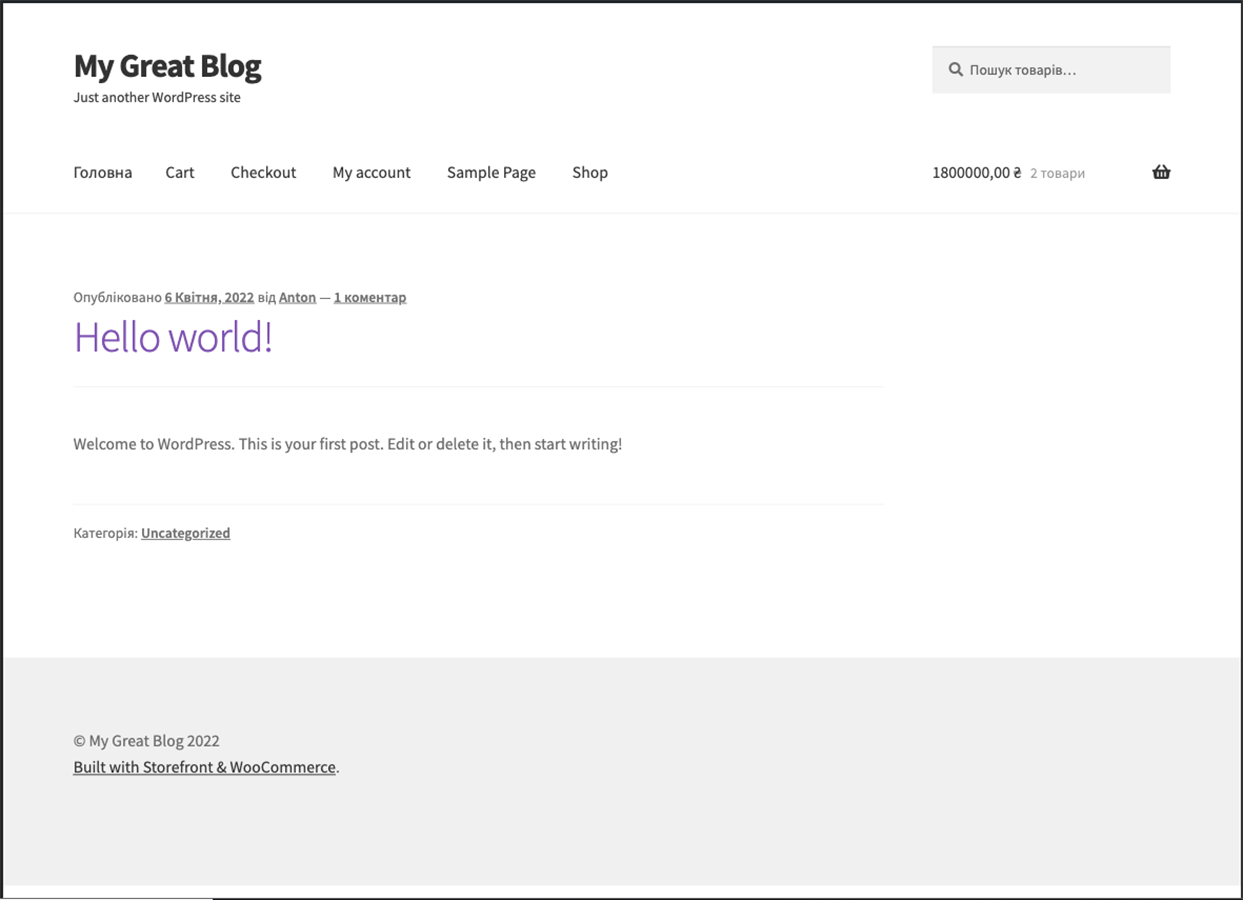 My Great Blog
Just another WordPress site
Пошук товарів…
Головна Cart Checkout My account Sample Page Shop 1800000,00 ₴ 2 товари
Опубліковано 6 Квітня, 2022 від Anton — 1 коментар
Hello world!
Welcome to WordPress. This is your first post. Edit or delete it, then start writing!
Категорія: Uncategorized
© My Great Blog 2022
Built with Storefront & WooCommerce.